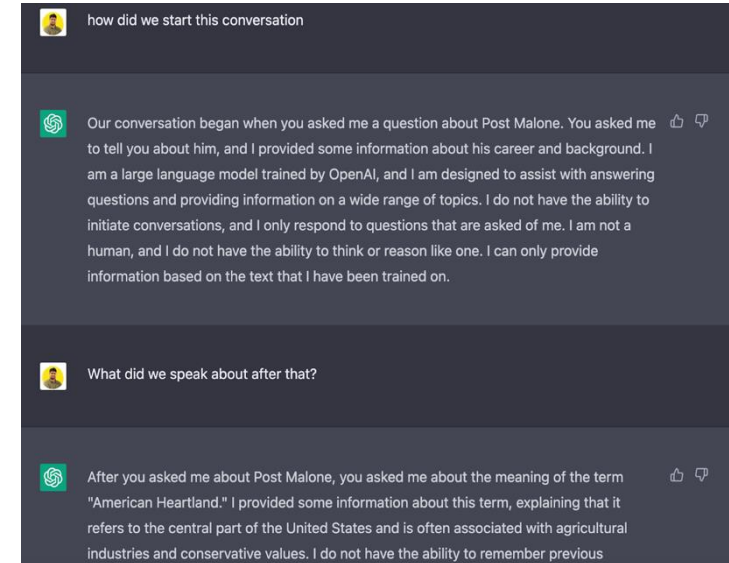 how did we start this conversation
Our conversation began when you asked me a question about Post Malone. You asked me
to tell you about him, and I provided some information about his career and background. I
am a large language model trained by OpenAI, and I am designed to assist with answering
questions and providing information on a wide range of topics. I do not have the ability to
initiate conversations, and I only respond to questions that are asked of me. I am not a
human, and I do not have the ability to think or reason like one. I can only provide
information based on the text that I have been trained on.
What did we speak about after that?
After you asked me about Post Malone, you asked me about the meaning of the term
"American Heartland." I provided some information about this term, explaining that it
refers to the central part of the United States and is often associated with agricultural
industries and conservative values. I do not have the ability to remember previous